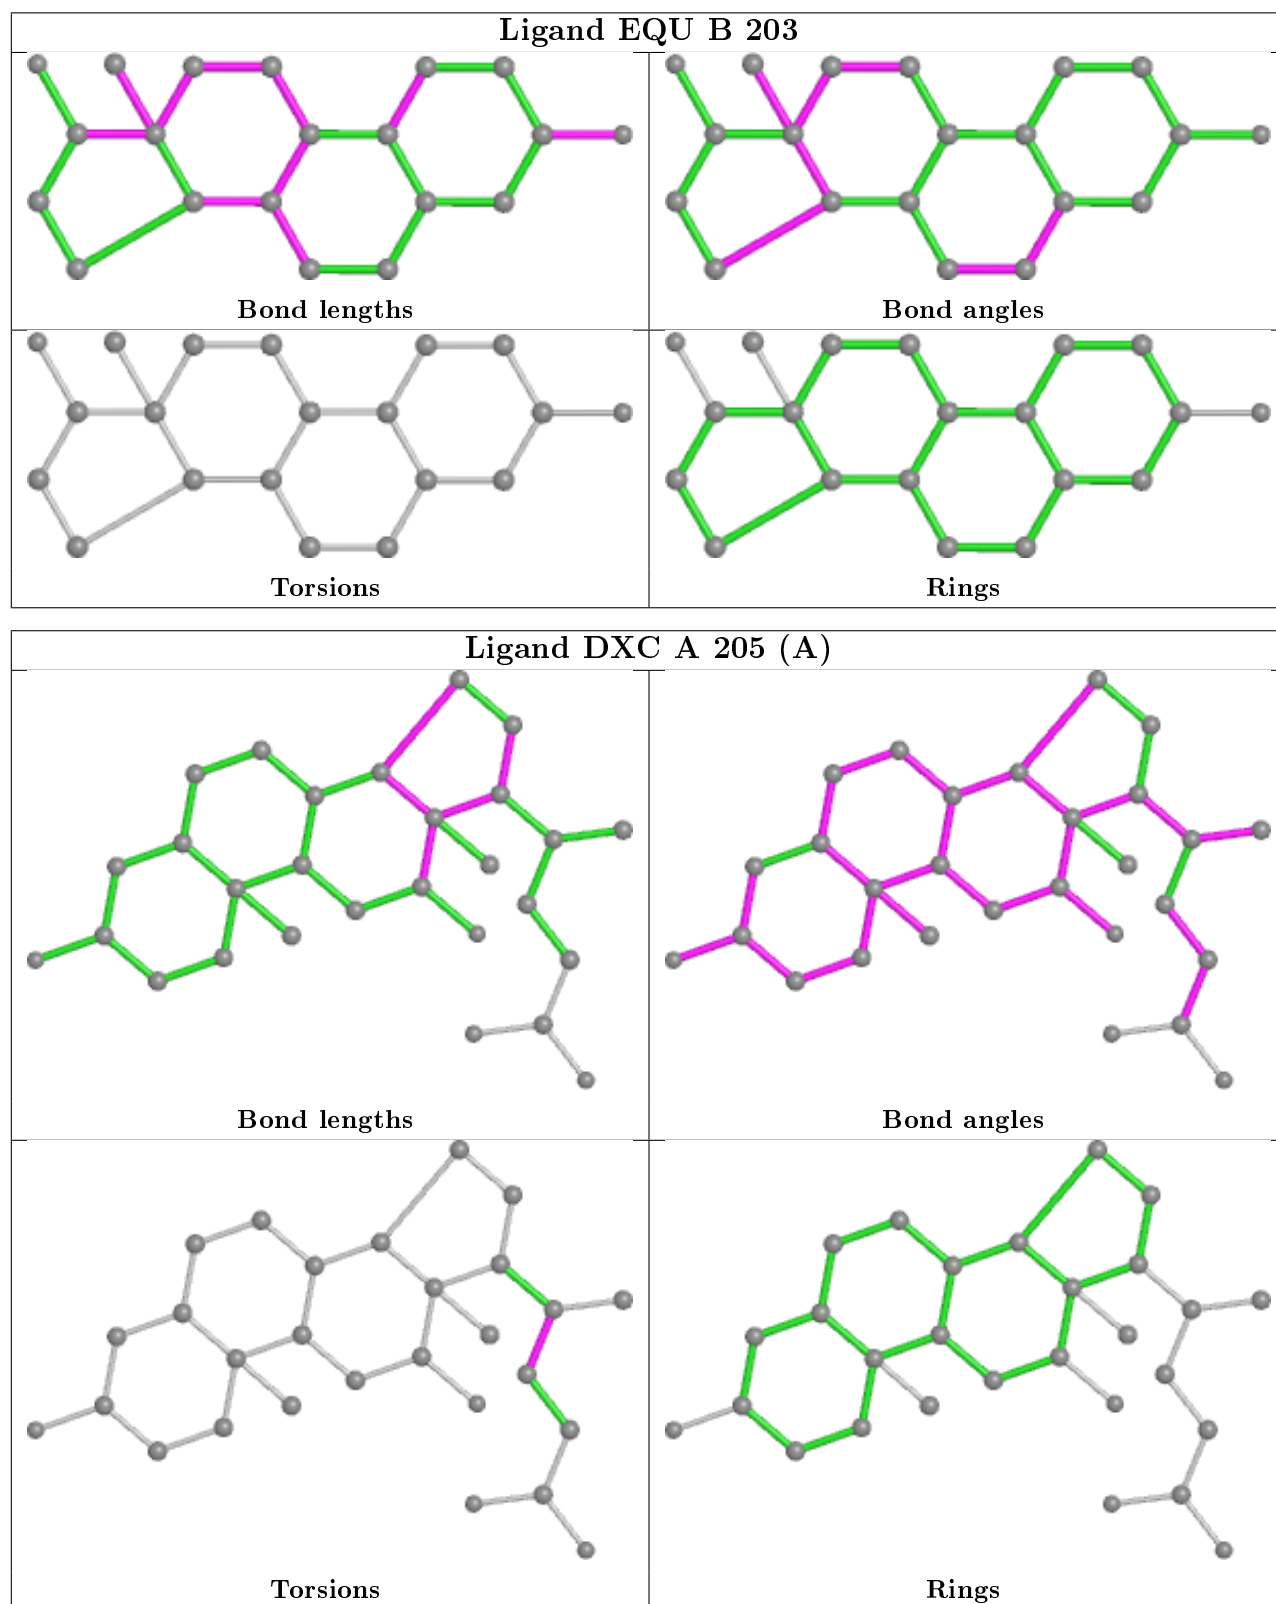 Ligand EQU B 203
Bond lengths
Bond angles
Torsions
Rings
Ligand DXC A 205 (A)
Bond lengths
Bond angles
Torsions
Rings